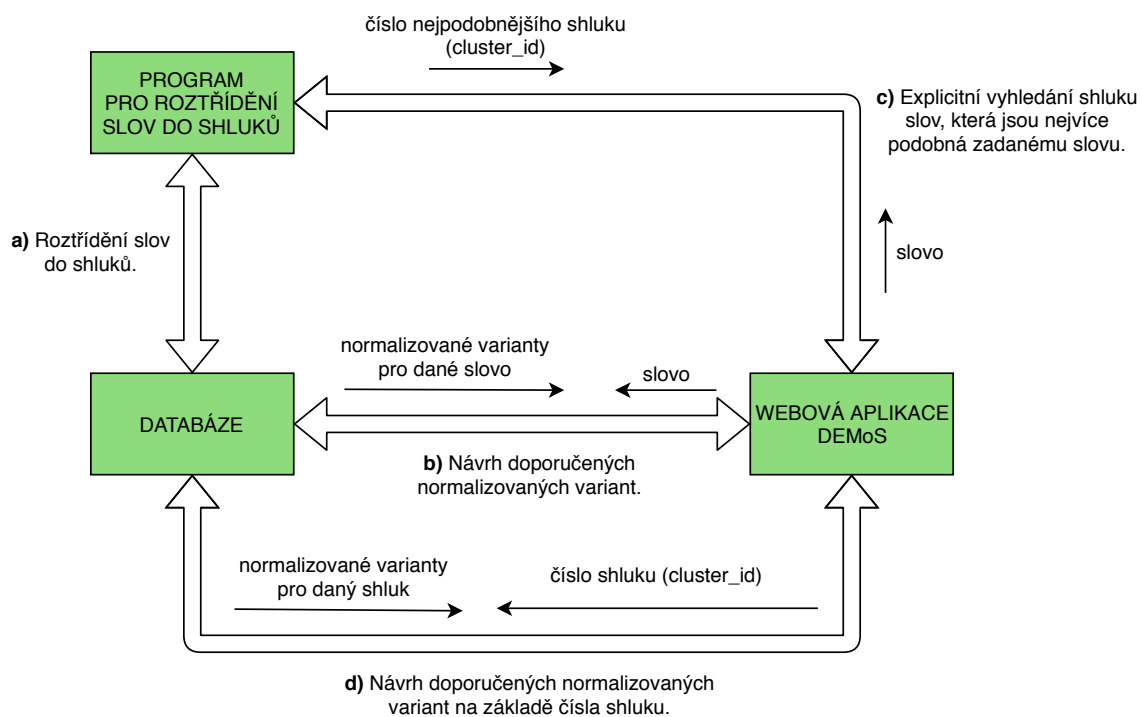 číslo nejpodobnějšího shluku
(cluster_id)
PROGRAM
PRO ROZTŘÍDĚNÍ
SLOV DO SHLUKŮ
c) Explicitní vyhledání shluku
slov, která jsou nejvíce
podobná zadanému slovu.
a) Roztřídění slov
do shluků.
slovo
normalizované varianty
pro dané slovo
slovo
DATABÁZE
WEBOVÁ APLIKACE
DEMoS
b) Návrh doporučených
normalizovaných variant.
normalizované varianty
pro daný shluk
číslo shluku (cluster_id)
d) Návrh doporučených normalizovaných
variant na základě čísla shluku.